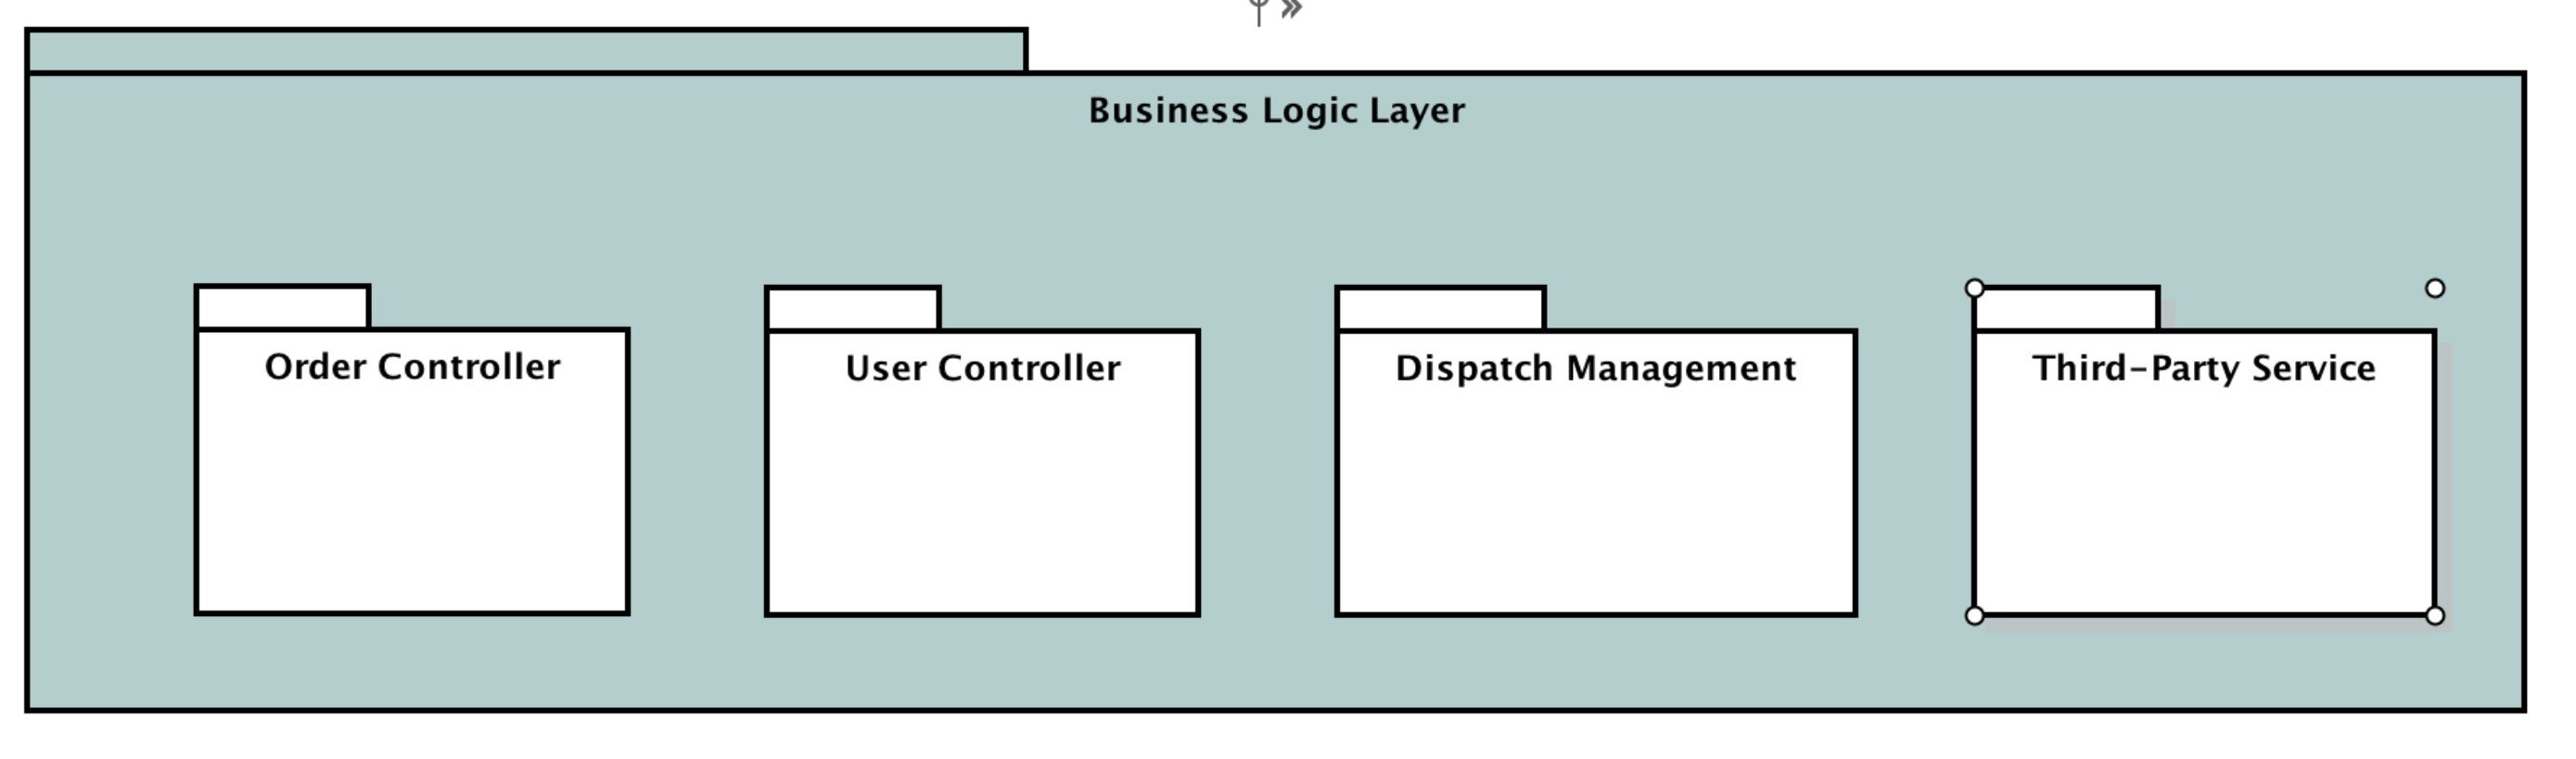 Business Logic Layer
Order Controller
User Controller
Dispatch Management
Third-Party Service